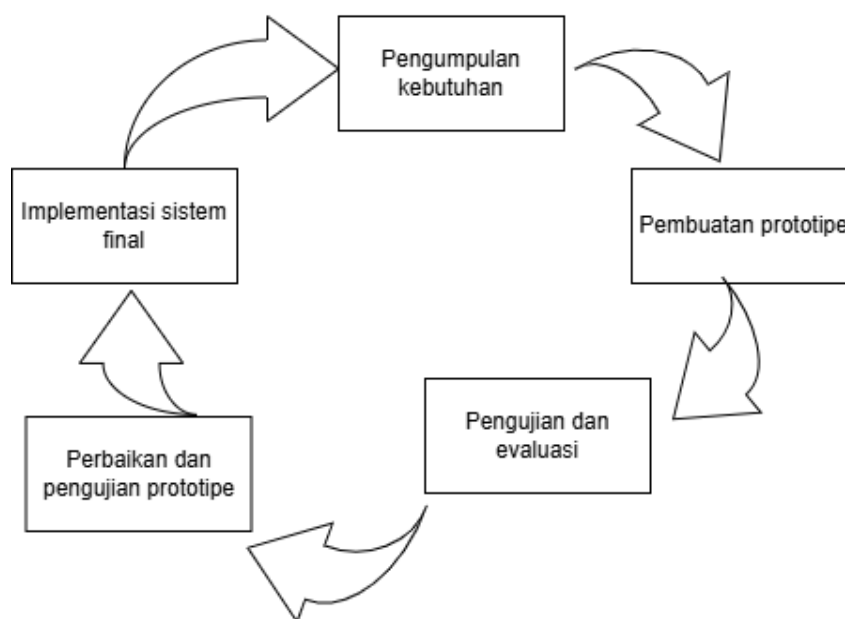 Pengumpulan
kebutuhan
Pembuatan prototipe
Pengujian dan
evaluasi
Perbaikan dan
pengujian prototipe
Implementasi sistem
final